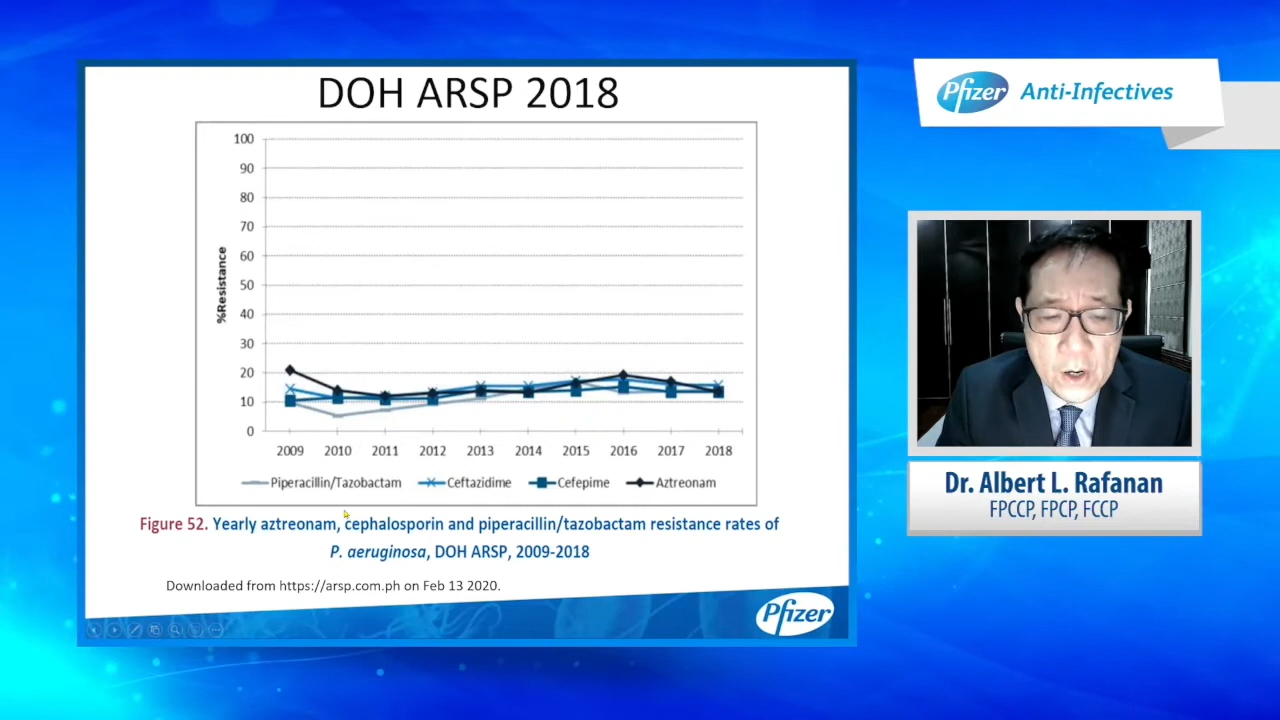 DOH ARSP 2018
100
90
80
70
60
50
40
30
20
10
0
%Resistance
2009 2010 2011 2012 2013 2014 2015 2016 2017 2018
Piperacillin/Tazobactam Ceftazidime Cefepime Aztreonam
Figure 52. Yearly aztreonam, cephalosporin and piperacillin/tazobactam resistance rates of
P. aeruginosa, DOH ARSP, 2009-2018
Downloaded from https://arsp.com.ph on Feb 13 2020.
Pfizer
Pfizer Anti-Infectives
Dr. Albert L. Rafanan
FPCCP, FPCP, FCCP